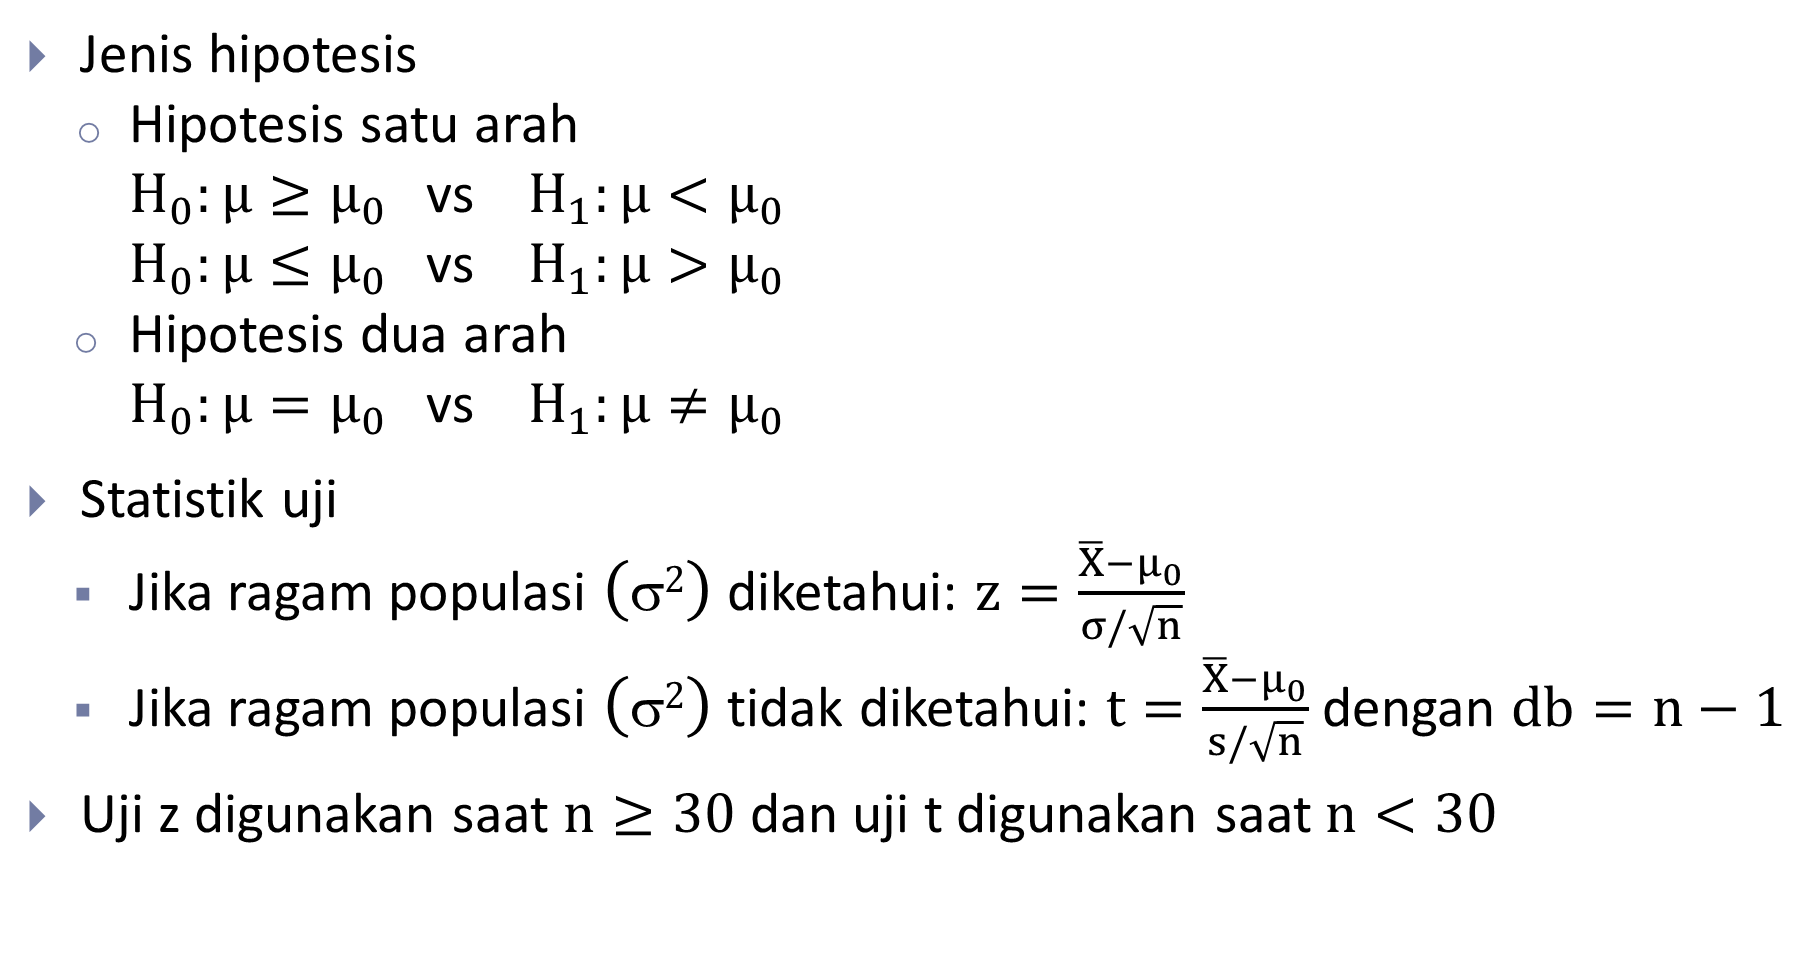 Jenis hipotesis
Hipotesis satu arah
H₀: μ ≥ μ₀ vs H₁: μ < μ₀
H₀: μ ≤ μ₀ vs H₁: μ > μ₀
Hipotesis dua arah
H₀: μ = μ₀ vs H₁: μ ≠ μ₀
Statistik uji
Jika ragam populasi (σ²) diketahui: z = (X̅−μ₀)/(σ/√n)
Jika ragam populasi (σ²) tidak diketahui: t = (X̅−μ₀)/(s/√n) dengan db = n − 1
Uji z digunakan saat n ≥ 30 dan uji t digunakan saat n < 30